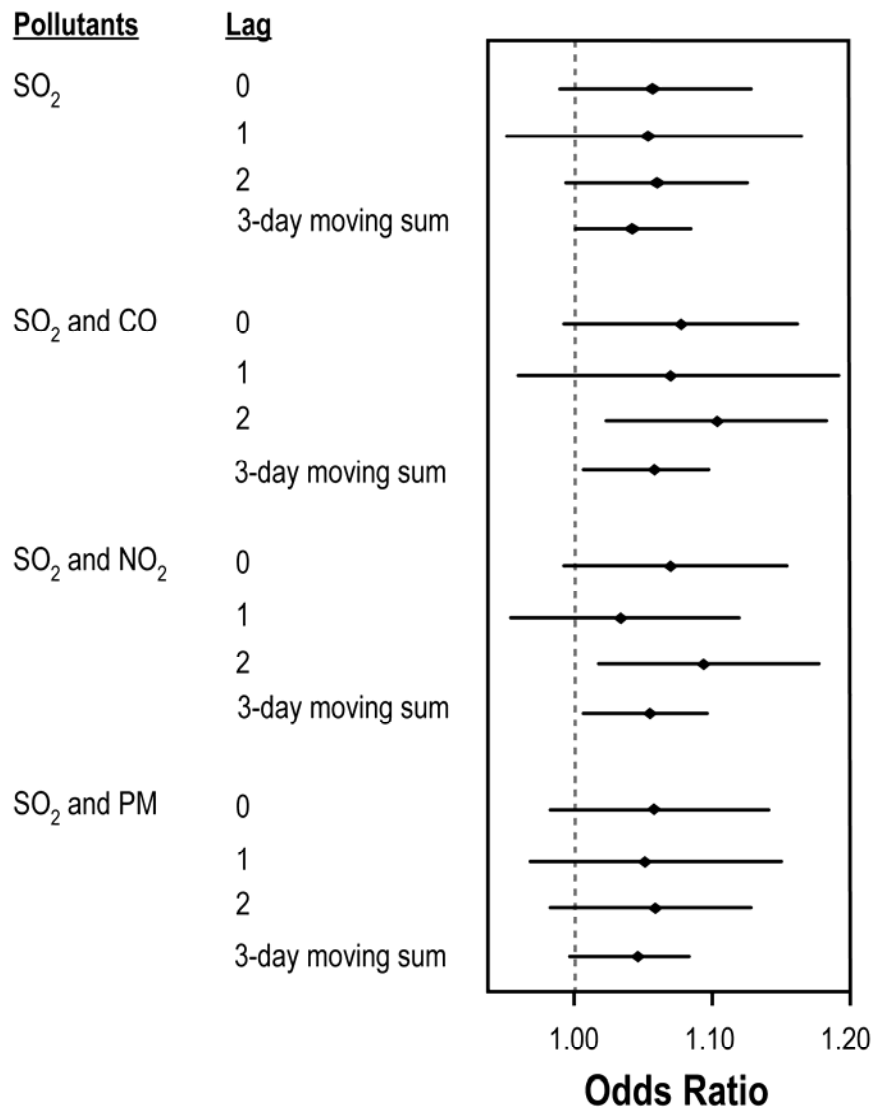 Pollutants Lag
SO₂ 0
1
2
3-day moving sum
SO₂ and CO 0
1
2
3-day moving sum
SO₂ and NO₂ 0
1
2
3-day moving sum
SO₂ and PM 0
1
2
3-day moving sum
1.00 1.10 1.20
Odds Ratio